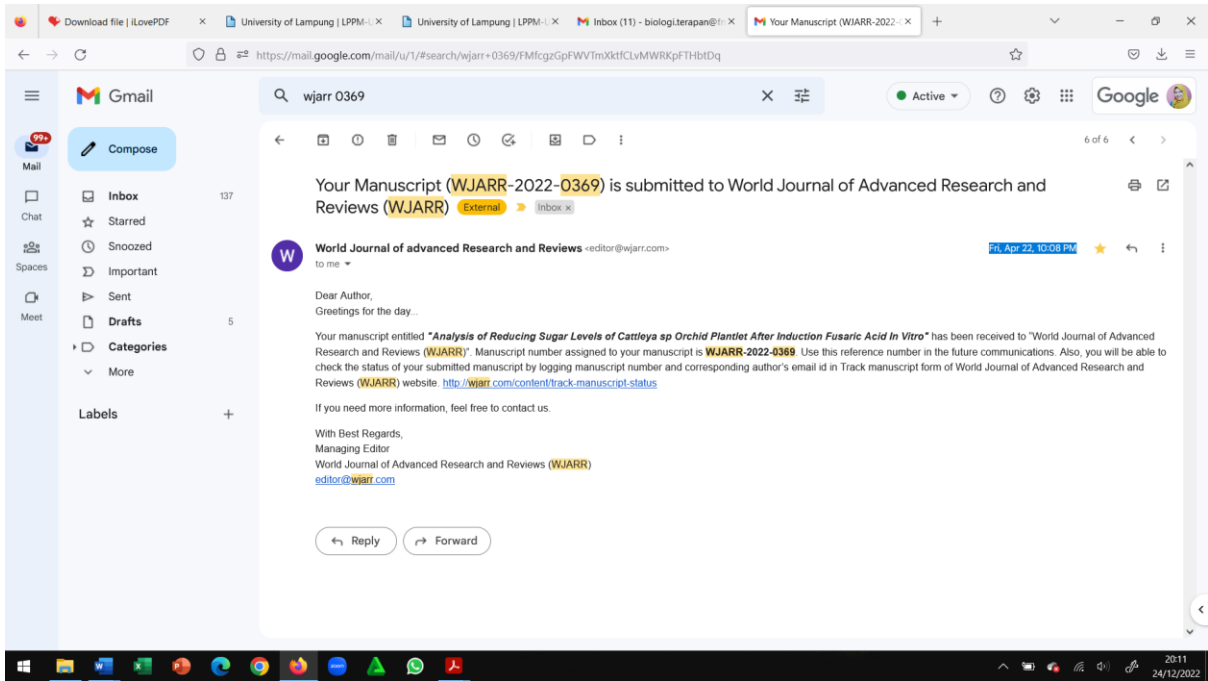 Download file | iLovePDF
University of Lampung | LPPM-U
University of Lampung | LPPM-U
Inbox (11) - biologi.terapan@fm
Your Manuscript (WJARR-2022-0
https://mail.google.com/mail/u/1/#search/wjarr+0369/FMfcgzGpFWVTmXktfCLvMWRKpFTHbtDq
Gmail
wjarr 0369
Active
Google
99+
Mail
Chat
Spaces
Meet
Compose
Inbox 137
Starred
Snoozed
Important
Sent
Drafts 5
Categories
More
Labels
6 of 6
Your Manuscript (WJARR-2022-0369) is submitted to World Journal of Advanced Research and
Reviews (WJARR) External Inbox x
W
World Journal of advanced Research and Reviews <editor@wjarr.com>
Fri, Apr 22, 10:08 PM
to me
Dear Author,
Greetings for the day...
Your manuscript entitled "Analysis of Reducing Sugar Levels of Cattleya sp Orchid Plantlet After Induction Fusaric Acid In Vitro" has been received to "World Journal of Advanced
Research and Reviews (WJARR)". Manuscript number assigned to your manuscript is WJARR-2022-0369. Use this reference number in the future communications. Also, you will be able to
check the status of your submitted manuscript by logging manuscript number and corresponding author's email id in Track manuscript form of World Journal of Advanced Research and
Reviews (WJARR) website. http://wjarr.com/content/track-manuscript-status
If you need more information, feel free to contact us.
With Best Regards,
Managing Editor
World Journal of Advanced Research and Reviews (WJARR)
editor@wjarr.com
Reply
Forward
20:11
24/12/2022